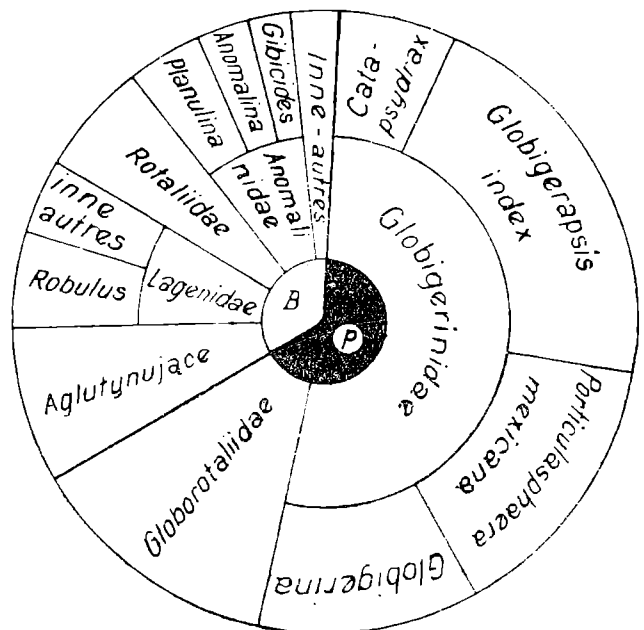 Planulina
Anomalina
Gibicides
Inne-autres
Cata-
psydrax
Globigerapsis
index
Rotaliidae
Anomali
nidae
Globigerinidae
inne
autres
Robulus
Lagenidae
B
P
Aglutynujące
Globorotaliidae
Globigerina
Porticulasphaera
mexicana